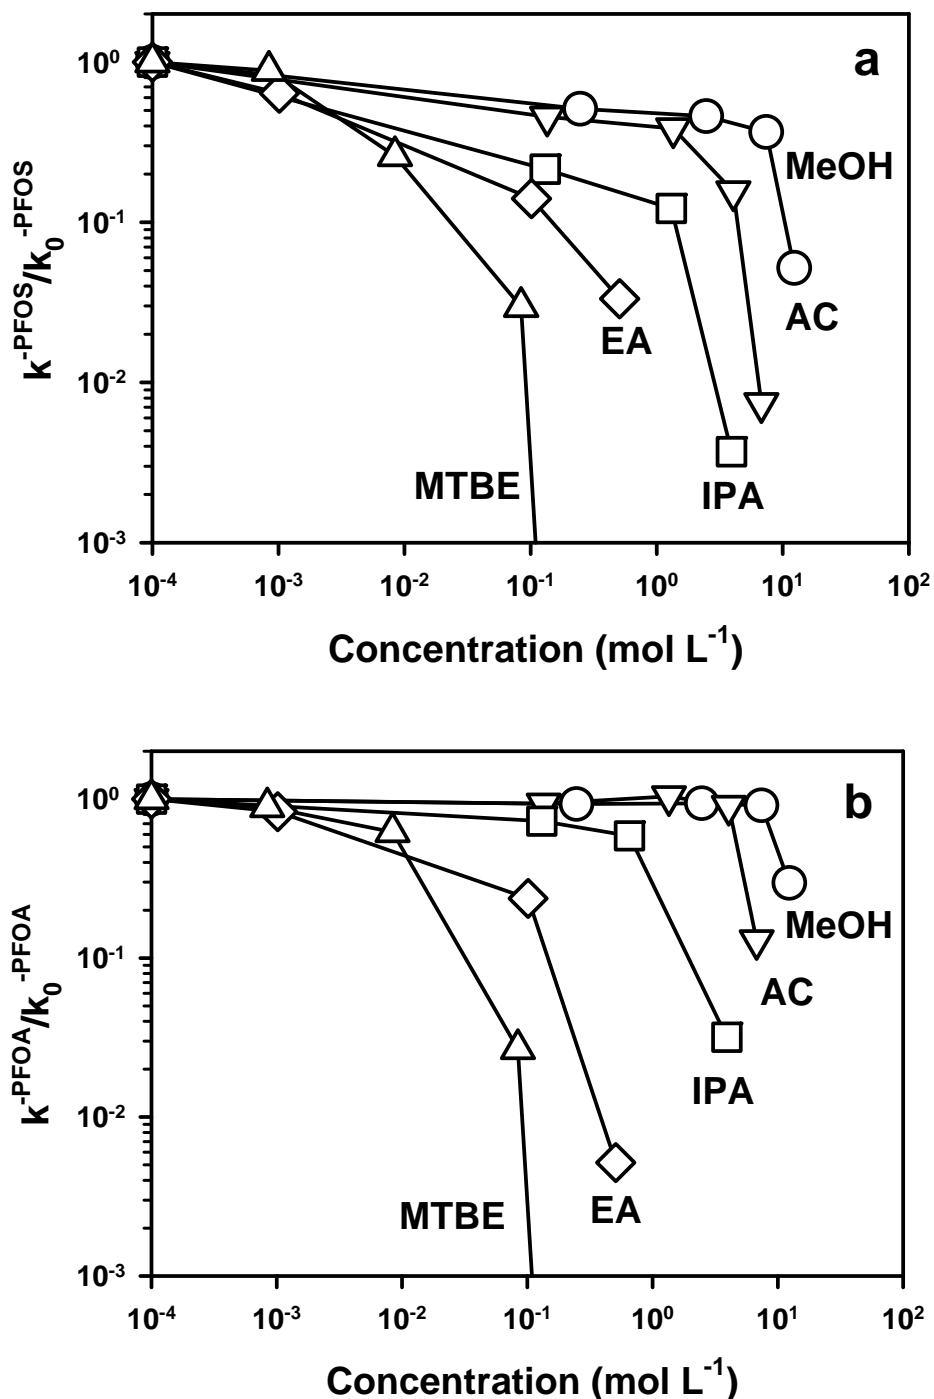 a
10⁰
10⁻¹
10⁻²
10⁻³
k⁻ᴾᶠᴼˢ/k₀⁻ᴾᶠᴼˢ
MeOH
AC
EA
IPA
MTBE
10⁻⁴ 10⁻³ 10⁻² 10⁻¹ 10⁰ 10¹ 10²
Concentration (mol L⁻¹)
b
10⁰
10⁻¹
10⁻²
10⁻³
k⁻ᴾᶠᴼᴬ/k₀⁻ᴾᶠᴼᴬ
MeOH
AC
IPA
EA
MTBE
10⁻⁴ 10⁻³ 10⁻² 10⁻¹ 10⁰ 10¹ 10²
Concentration (mol L⁻¹)